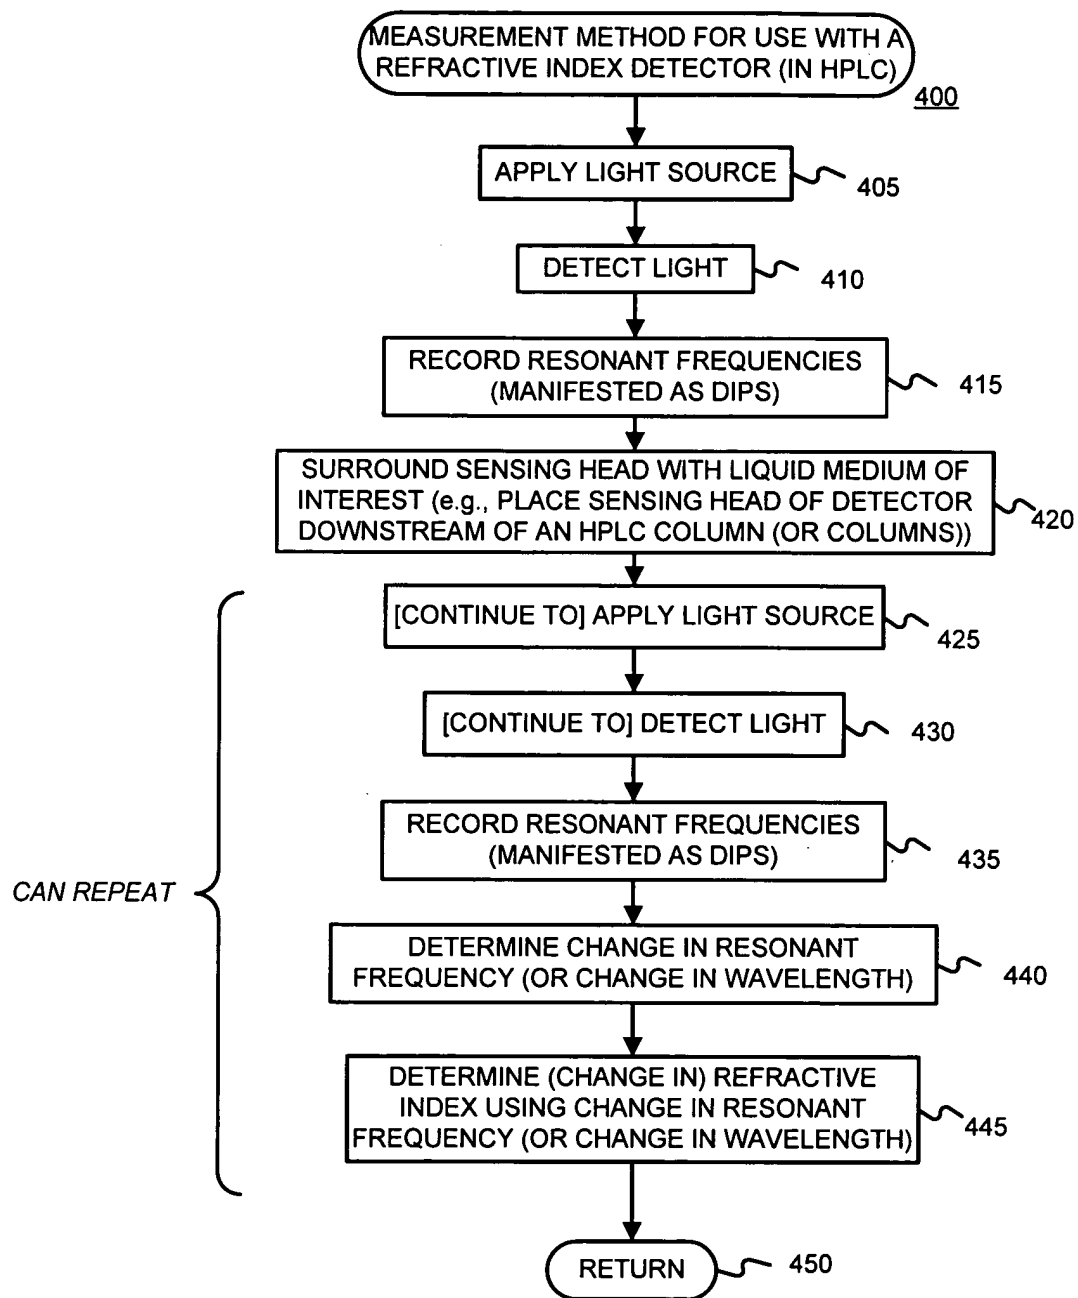 MEASUREMENT METHOD FOR USE WITH A
REFRACTIVE INDEX DETECTOR (IN HPLC)
400
APPLY LIGHT SOURCE
405
DETECT LIGHT
410
RECORD RESONANT FREQUENCIES
(MANIFESTED AS DIPS)
415
SURROUND SENSING HEAD WITH LIQUID MEDIUM OF
INTEREST (e.g., PLACE SENSING HEAD OF DETECTOR
DOWNSTREAM OF AN HPLC COLUMN (OR COLUMNS))
420
[CONTINUE TO] APPLY LIGHT SOURCE
425
[CONTINUE TO] DETECT LIGHT
430
RECORD RESONANT FREQUENCIES
(MANIFESTED AS DIPS)
435
CAN REPEAT
DETERMINE CHANGE IN RESONANT
FREQUENCY (OR CHANGE IN WAVELENGTH)
440
DETERMINE (CHANGE IN) REFRACTIVE
INDEX USING CHANGE IN RESONANT
FREQUENCY (OR CHANGE IN WAVELENGTH)
445
RETURN
450